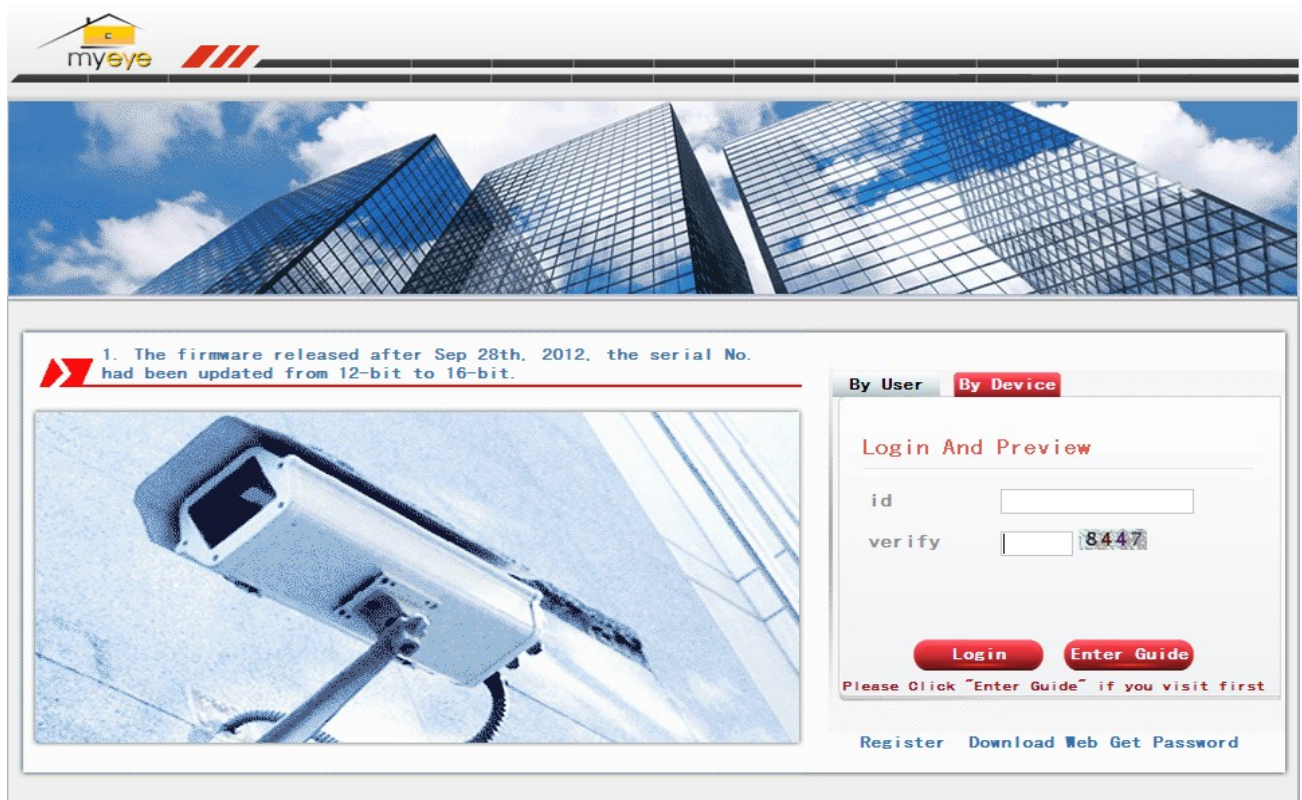 myeye
1. The firmware released after Sep 28th, 2012, the serial No.
had been updated from 12-bit to 16-bit.
By User By Device
Login And Preview
id
verify 8447
Login Enter Guide
Please Click "Enter Guide" if you visit first
Register Download Web Get Password